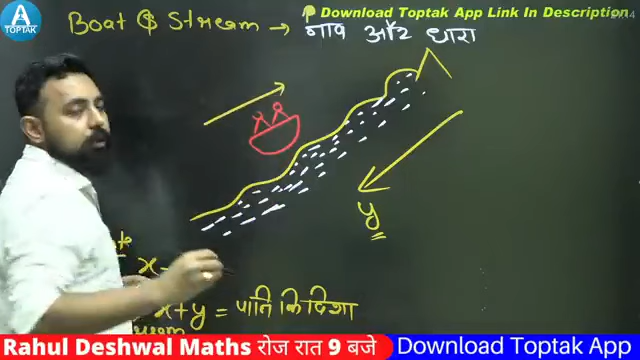 A
TOPTAK
Download Toptak App Link In Description
Boat & Stream → नाव और धारा
y
x
x+y = पानि कि दिशा
Rahul Deshwal Maths रोज रात 9 बजे
Download Toptak App